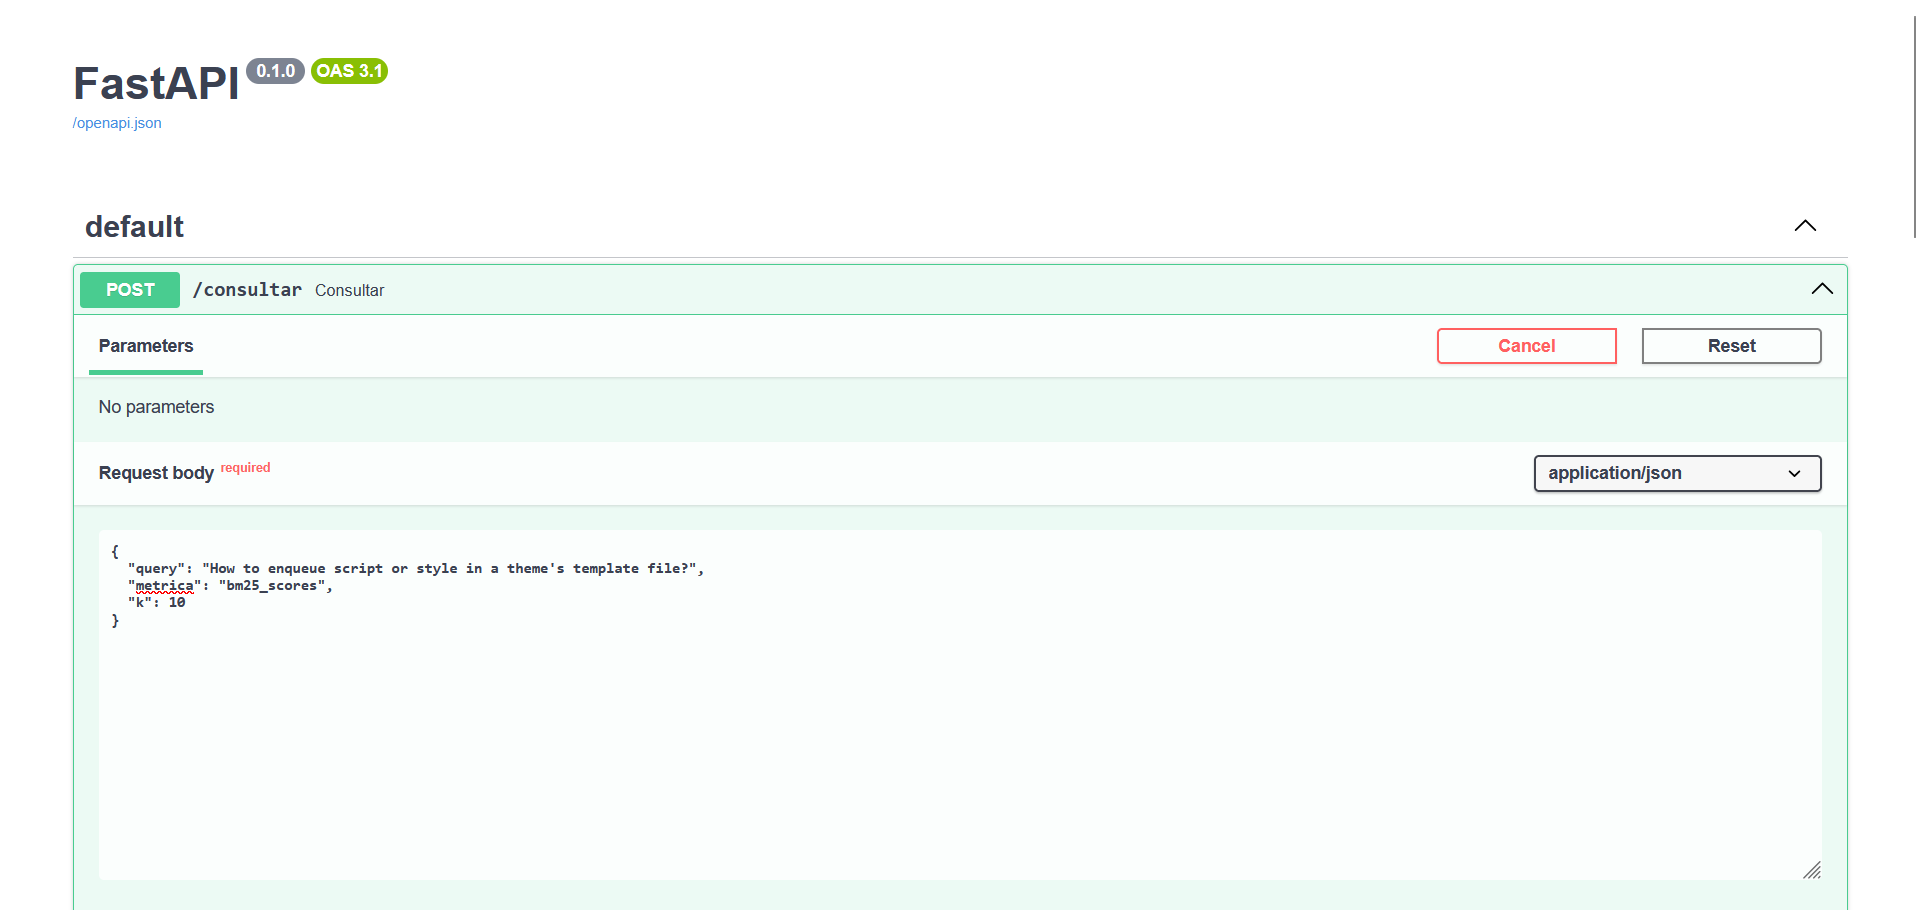 FastAPI 0.1.0 OAS 3.1
/openapi.json
default
POST /consultar Consultar
Parameters Cancel Reset
No parameters
Request body required application/json
{
  "query": "How to enqueue script or style in a theme's template file?",
  "metrica": "bm25_scores",
  "k": 10
}